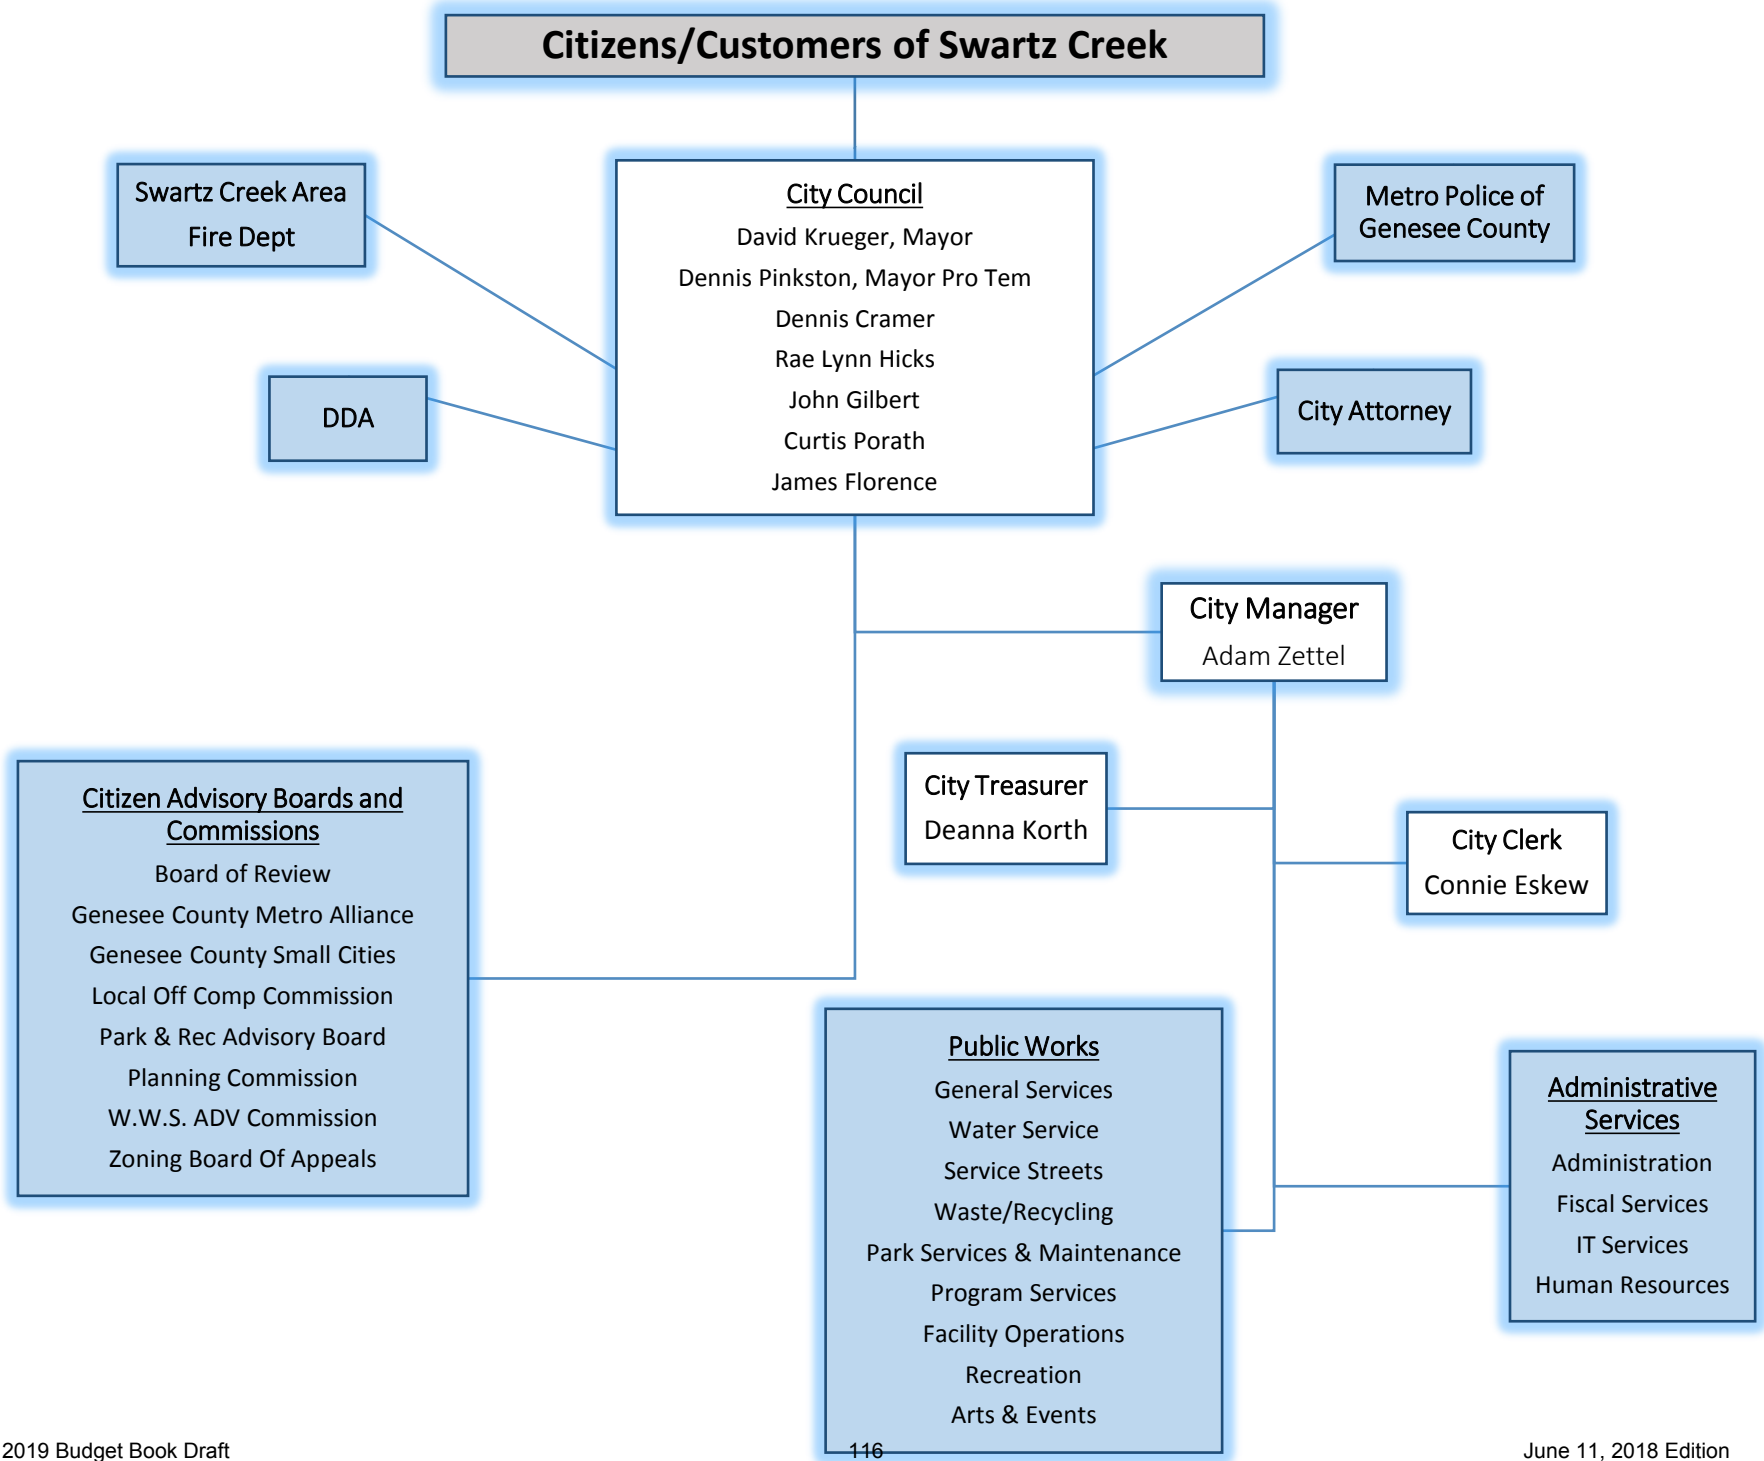 Citizens/Customers of Swartz Creek
Swartz Creek Area
Fire Dept
City Council
David Krueger, Mayor
Dennis Pinkston, Mayor Pro Tem
Dennis Cramer
Rae Lynn Hicks
John Gilbert
Curtis Porath
James Florence
Metro Police of
Genesee County
DDA
City Attorney
City Manager
Adam Zettel
City Treasurer
Deanna Korth
City Clerk
Connie Eskew
Citizen Advisory Boards and
Commissions
Board of Review
Genesee County Metro Alliance
Genesee County Small Cities
Local Off Comp Commission
Park & Rec Advisory Board
Planning Commission
W.W.S. ADV Commission
Zoning Board Of Appeals
Public Works
General Services
Water Service
Service Streets
Waste/Recycling
Park Services & Maintenance
Program Services
Facility Operations
Recreation
Arts & Events
Administrative
Services
Administration
Fiscal Services
IT Services
Human Resources
2019 Budget Book Draft
116
June 11, 2018 Edition